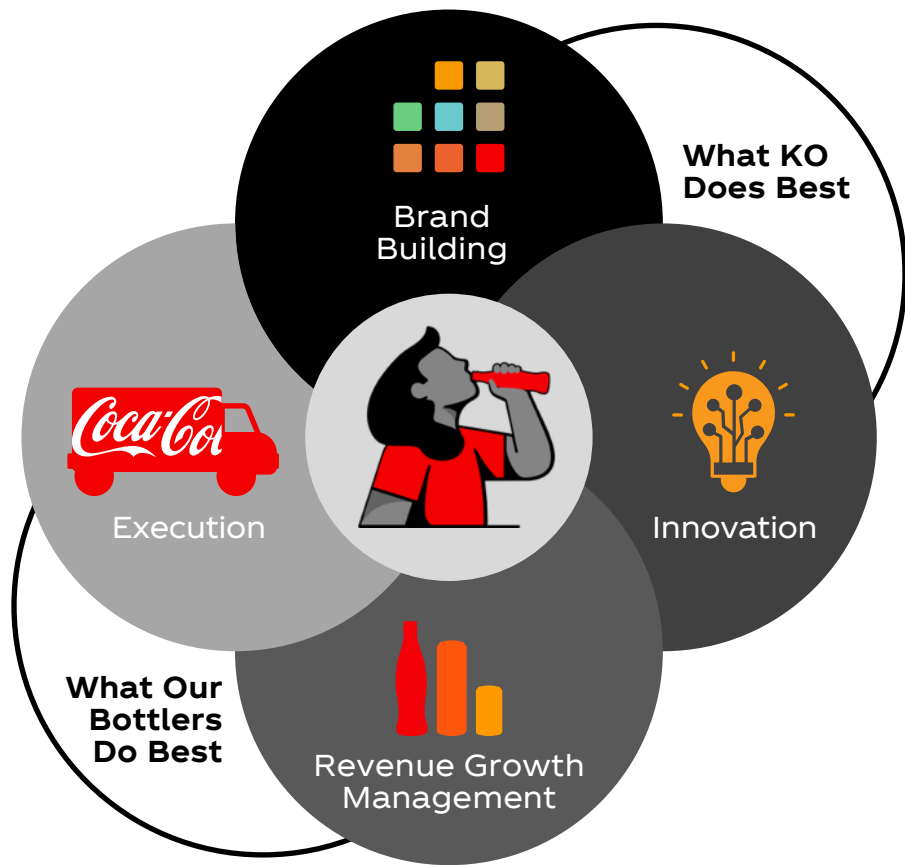 Brand
Building
What KO
Does Best
Coca-Col
Execution
Innovation
What Our
Bottlers
Do Best
Revenue Growth
Management